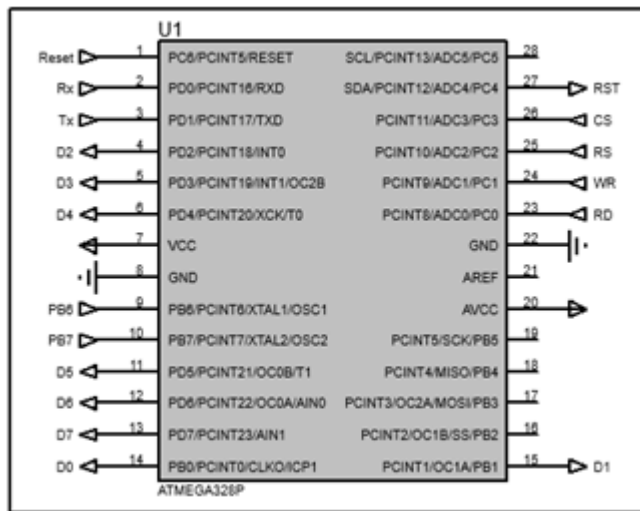 U1
Reset 1 PC6/PCINT5/RESET SCL/PCINT13/ADC5/PC5 28
Rx 2 PD0/PCINT16/RXD SDA/PCINT12/ADC4/PC4 27 RST
Tx 3 PD1/PCINT17/TXD PCINT11/ADC3/PC3 26 CS
D2 4 PD2/PCINT18/INT0 PCINT10/ADC2/PC2 25 RS
D3 5 PD3/PCINT19/INT1/OC2B PCINT9/ADC1/PC1 24 WR
D4 6 PD4/PCINT20/XCK/T0 PCINT8/ADC0/PC0 23 RD
7 VCC GND 22
8 GND AREF 21
PB6 9 PB6/PCINT6/XTAL1/OSC1 AVCC 20
PB7 10 PB7/PCINT7/XTAL2/OSC2 PCINT5/SCK/PB5 19
D5 11 PD5/PCINT21/OC0B/T1 PCINT4/MISO/PB4 18
D6 12 PD6/PCINT22/OC0A/AIN0 PCINT3/OC2A/MOSI/PB3 17
D7 13 PD7/PCINT23/AIN1 PCINT2/OC1B/SS/PB2 16
D0 14 PB0/PCINT0/CLKO/ICP1 PCINT1/OC1A/PB1 15 D1
ATMEGA328P